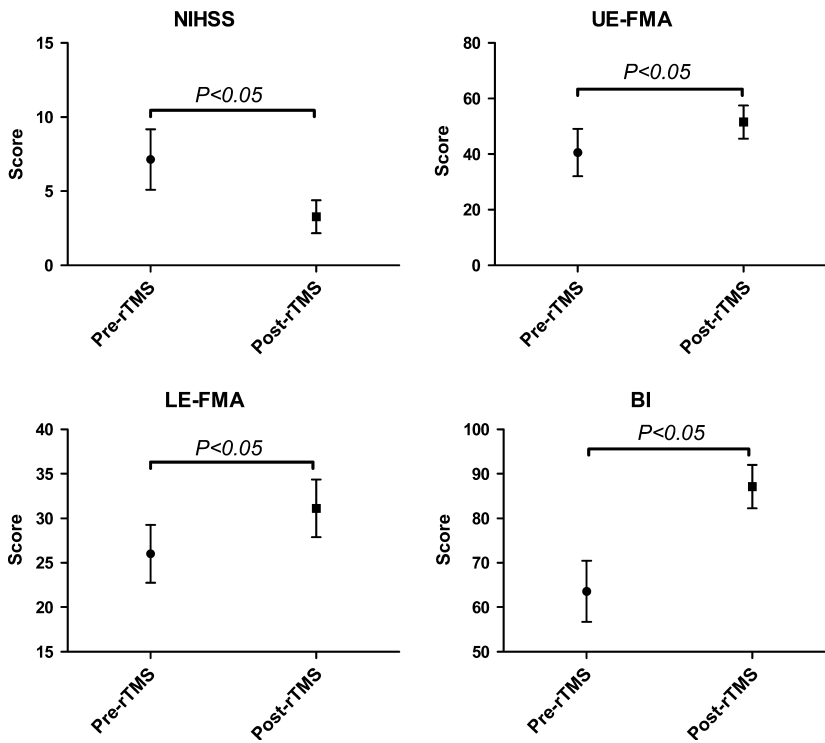 NIHSS
15
10
5
0
Score
P<0.05
Pre-rTMS
Post-rTMS
UE-FMA
80
60
40
20
0
Score
P<0.05
Pre-rTMS
Post-rTMS
LE-FMA
40
35
30
25
20
15
Score
P<0.05
Pre-rTMS
Post-rTMS
BI
100
90
80
70
60
50
Score
P<0.05
Pre-rTMS
Post-rTMS